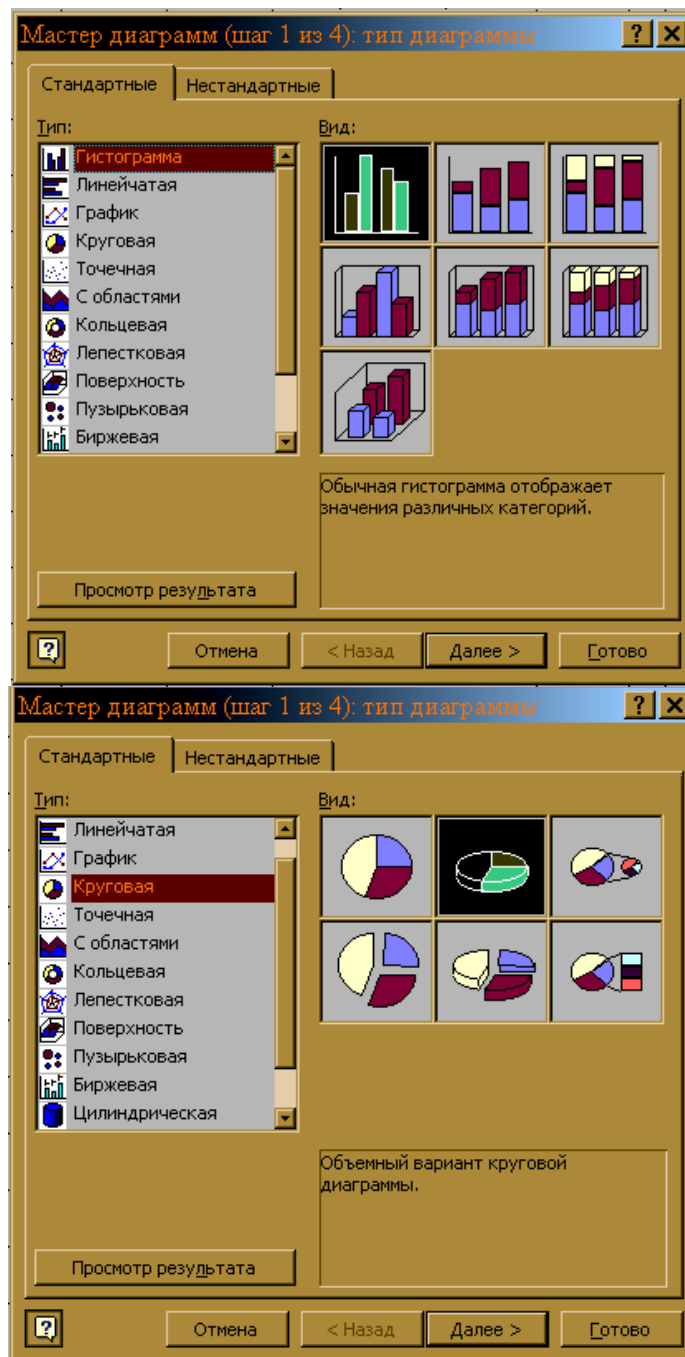 Мастер диаграмм (шаг 1 из 4): тип диаграммы
Стандартные Нестандартные
Тип: Вид:
Гистограмма
Линейчатая
График
Круговая
Точечная
С областями
Кольцевая
Лепестковая
Поверхность
Пузырьковая
Биржевая
Обычная гистограмма отображает
значения различных категорий.
Просмотр результата
Отмена < Назад Далее > Готово
Мастер диаграмм (шаг 1 из 4): тип диаграммы
Стандартные Нестандартные
Тип: Вид:
Линейчатая
График
Круговая
Точечная
С областями
Кольцевая
Лепестковая
Поверхность
Пузырьковая
Биржевая
Цилиндрическая
Объемный вариант круговой
диаграммы.
Просмотр результата
Отмена < Назад Далее > Готово